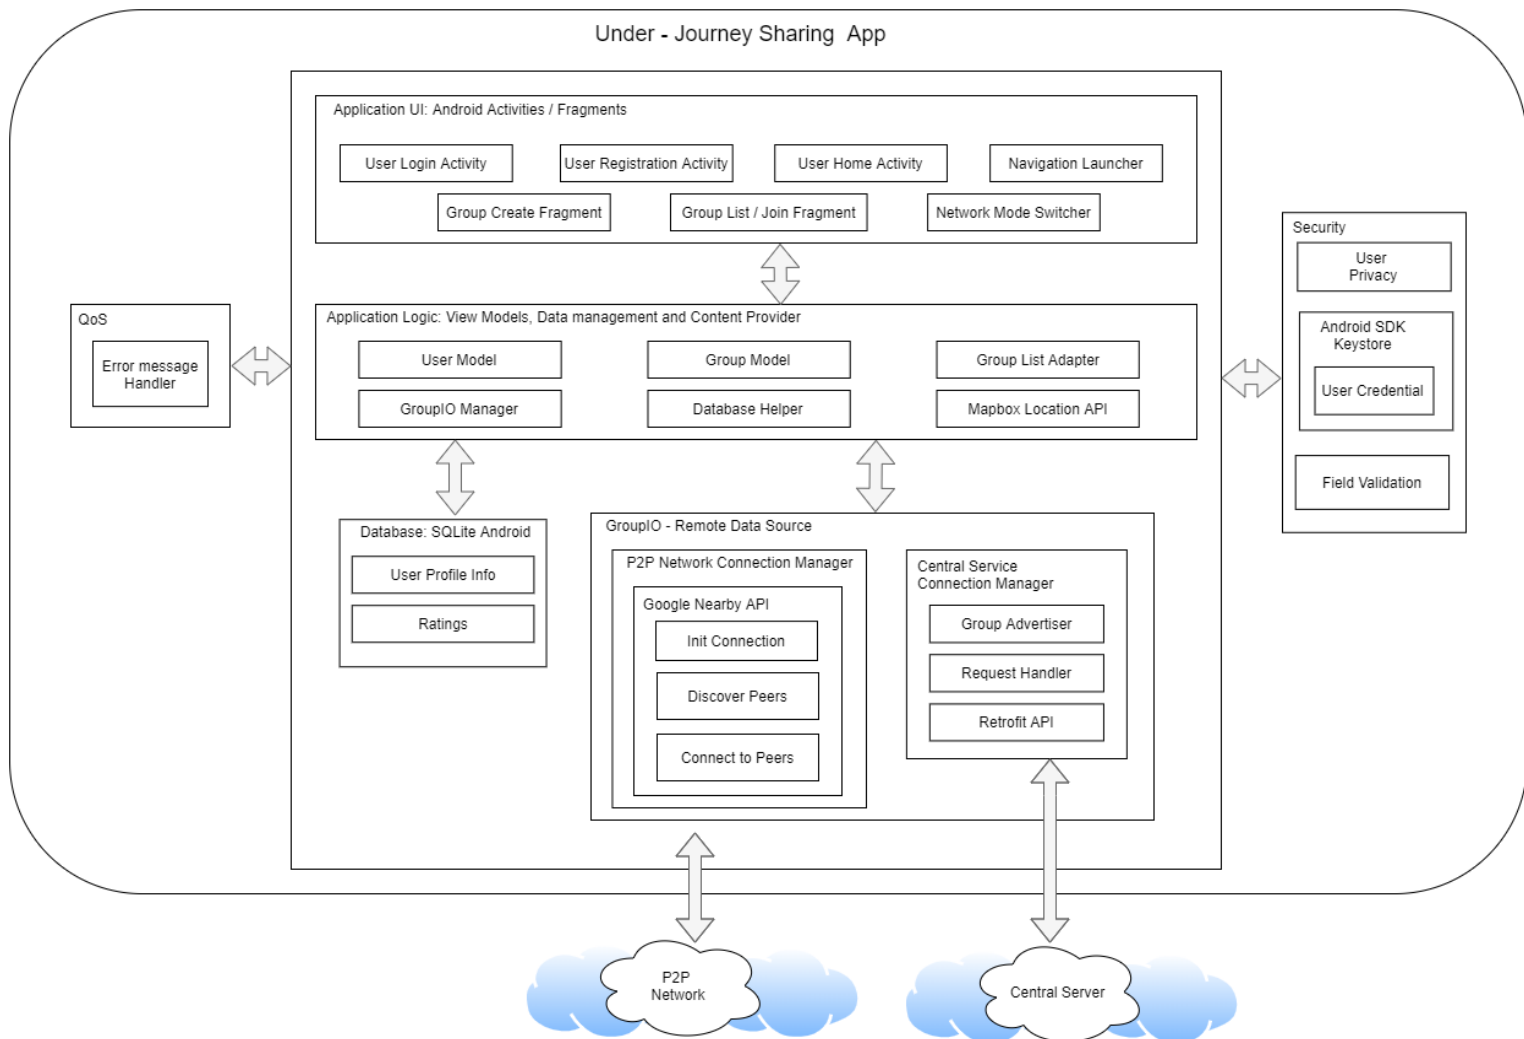 Under - Journey Sharing App
Application UI: Android Activities / Fragments
User Login Activity
User Registration Activity
User Home Activity
Navigation Launcher
Group Create Fragment
Group List / Join Fragment
Network Mode Switcher
QoS
Error message
Handler
Application Logic: View Models, Data management and Content Provider
User Model
Group Model
Group List Adapter
GroupIO Manager
Database Helper
Mapbox Location API
Security
User
Privacy
Android SDK
Keystore
User Credential
Field Validation
Database: SQLite Android
User Profile Info
Ratings
GroupIO - Remote Data Source
P2P Network Connection Manager
Google Nearby API
Init Connection
Discover Peers
Connect to Peers
Central Service
Connection Manager
Group Advertiser
Request Handler
Retrofit API
P2P
Network
Central Server